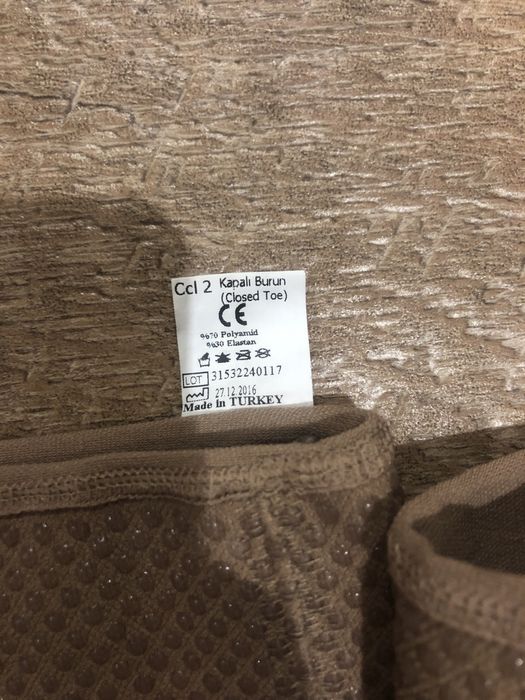 Ccl 2 Kapalı Burun
(Closed Toe)
CE
%70 Polyamid
%30 Elastan
LOT 31532240117
27.12.2016
Made in TURKEY